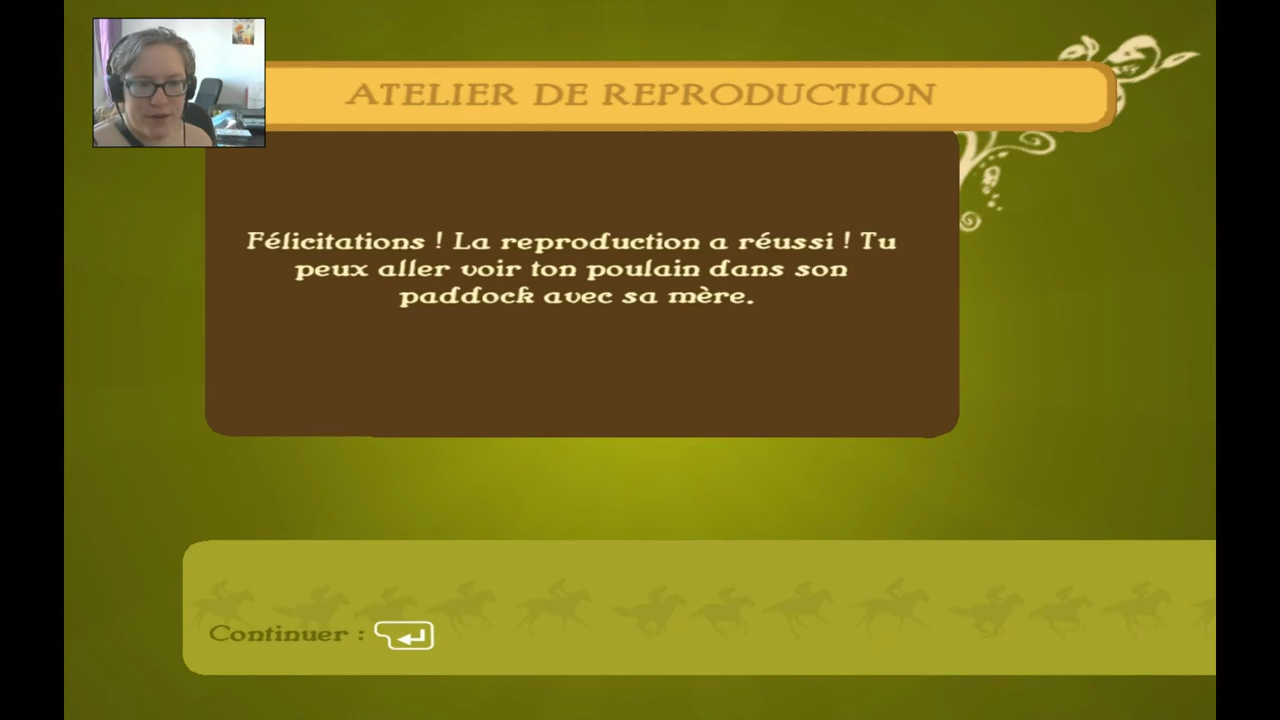 ATELIER DE REPRODUCTION
Félicitations ! La reproduction a réussi ! Tu
peux aller voir ton poulain dans son
paddock avec sa mère.
Continuer :